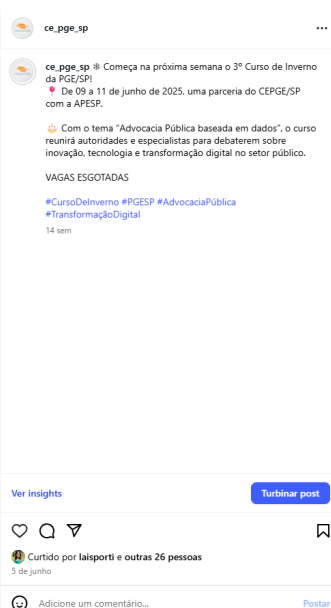 ce_pge_sp
ce_pge_sp ❄ Começa na próxima semana o 3º Curso de Inverno
da PGE/SP!
📍 De 09 a 11 de junho de 2025, uma parceria do CEPGE/SP
com a APESP.
⚖ Com o tema “Advocacia Pública baseada em dados”, o curso
reunirá autoridades e especialistas para debaterem sobre
inovação, tecnologia e transformação digital no setor público.
VAGAS ESGOTADAS
#CursoDeInverno #PGESP #AdvocaciaPública
#TransformaçãoDigital
14 sem
Ver insights
Turbinar post
Curtido por laisporti e outras 26 pessoas
5 de junho
Adicione um comentário...
Postar